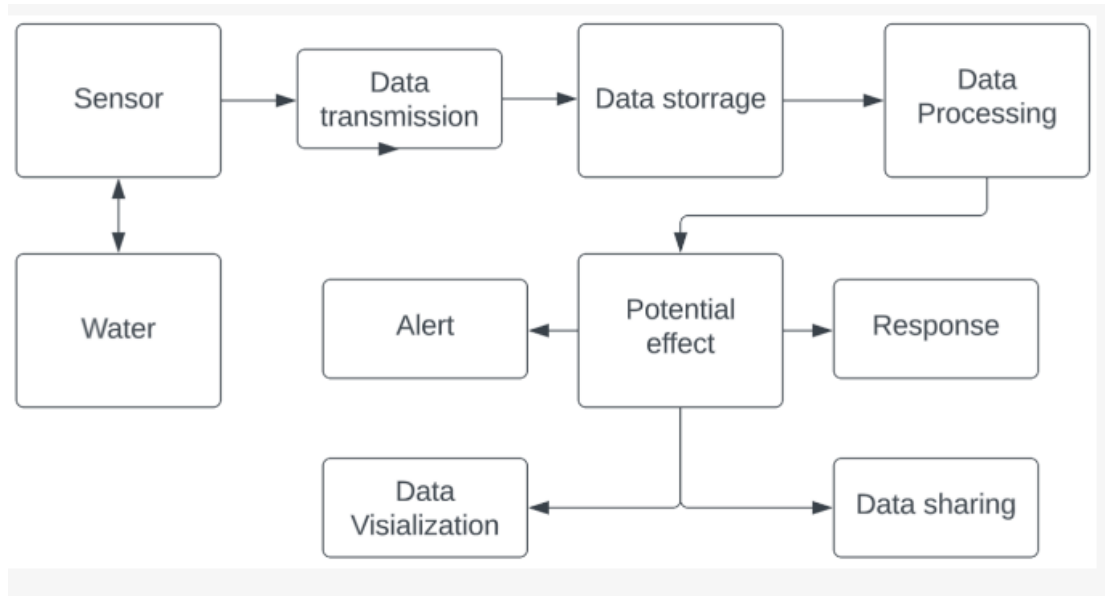 Sensor
Data
transmission
Data storrage
Data
Processing
Water
Alert
Potential
effect
Response
Data
Visialization
Data sharing